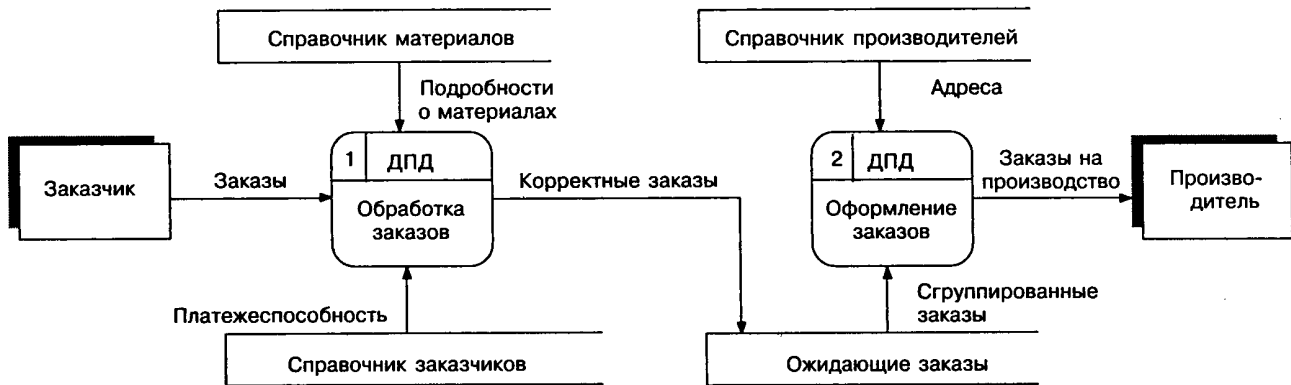 Справочник материалов
Справочник производителей
Подробности
о материалах
Адреса
Заказчик
Заказы
1 ДПД
Обработка
заказов
Корректные заказы
2 ДПД
Оформление
заказов
Заказы на
производство
Произво-
дитель
Платежеспособность
Сгруппированные
заказы
Справочник заказчиков
Ожидающие заказы